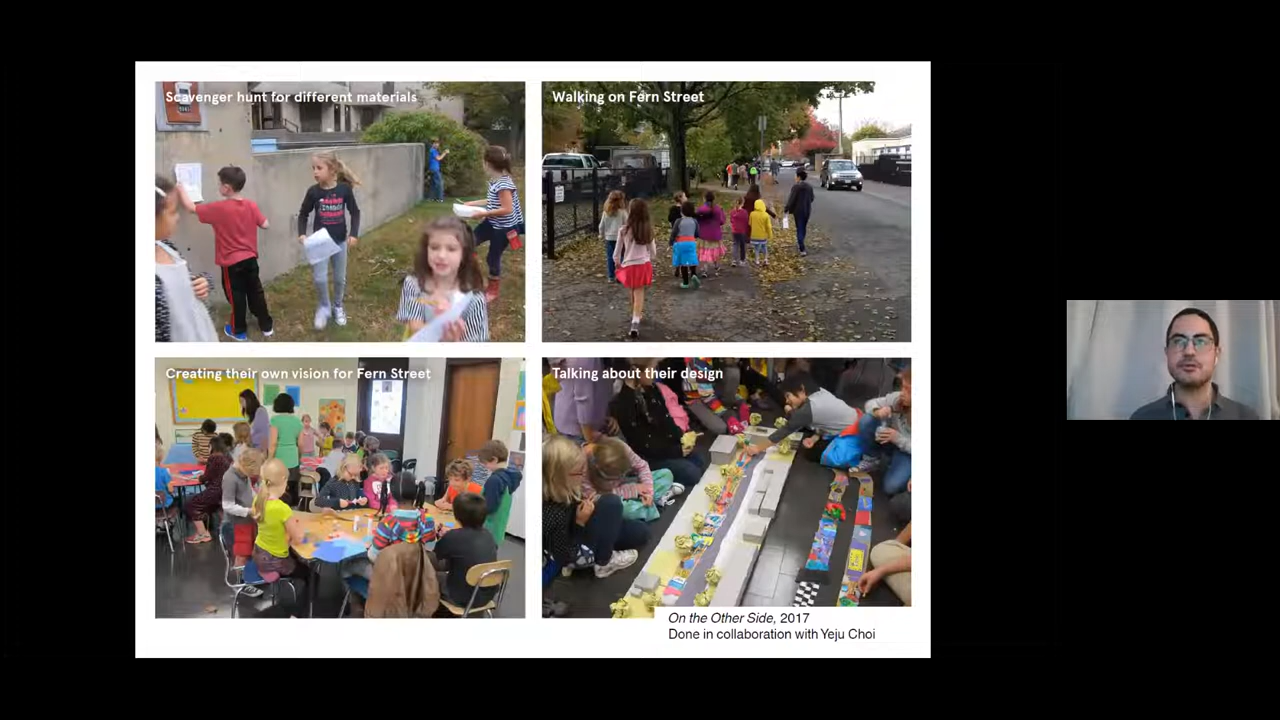 Scavenger hunt for different materials
Walking on Fern Street
Creating their own vision for Fern Street
Talking about their design
On the Other Side, 2017
Done in collaboration with Yeju Choi